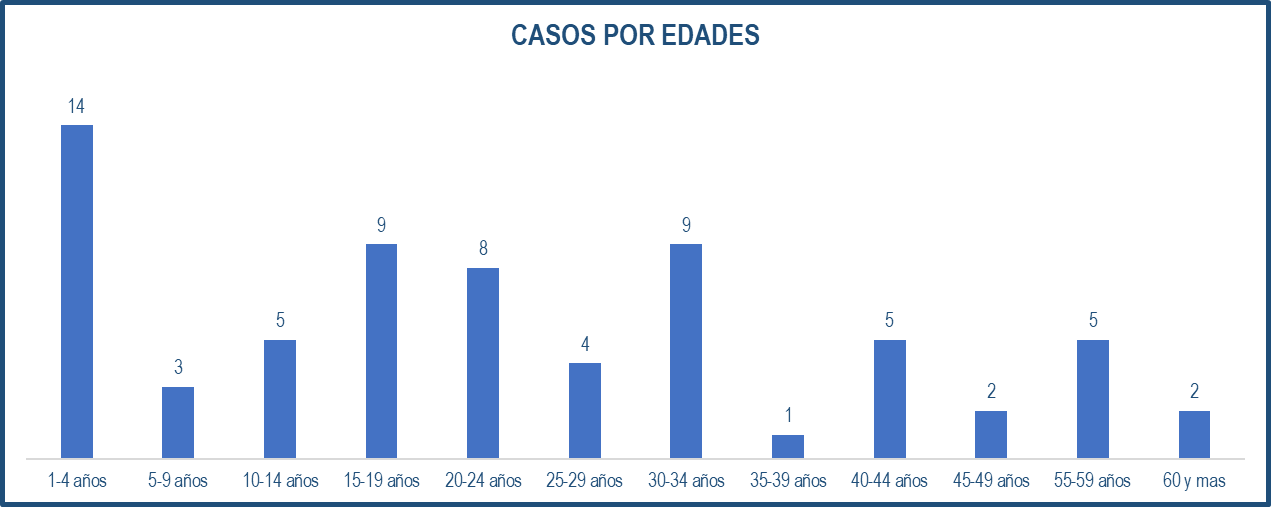 CASOS POR EDADES
14
3
5
9
8
4
9
1
5
2
5
2
1-4 años
5-9 años
10-14 años
15-19 años
20-24 años
25-29 años
30-34 años
35-39 años
40-44 años
45-49 años
55-59 años
60 y mas